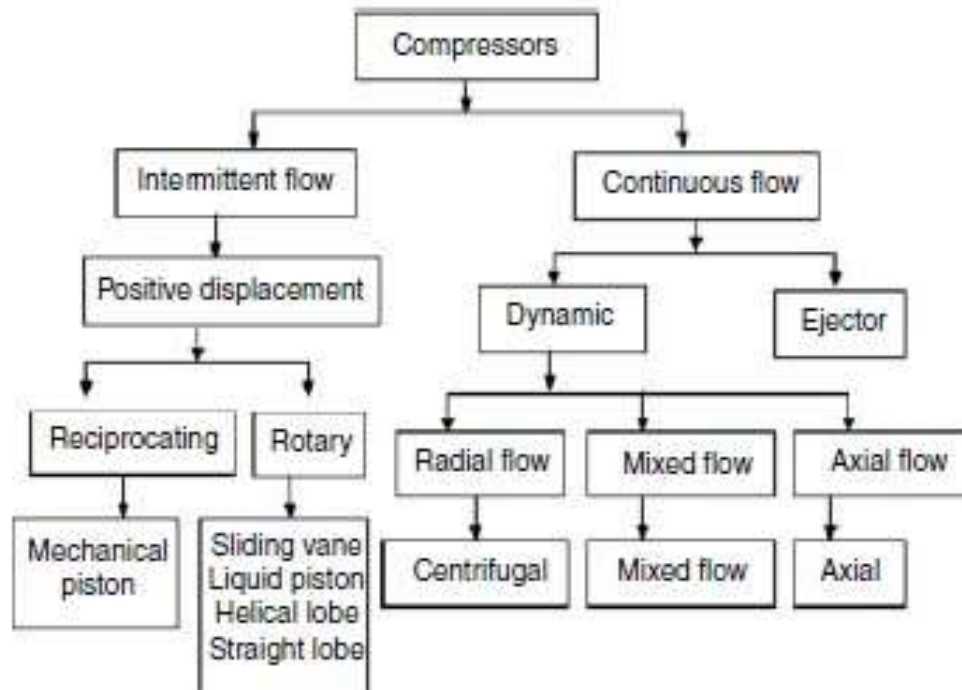 Compressors
Intermittent flow
Continuous flow
Positive displacement
Dynamic
Ejector
Reciprocating
Rotary
Radial flow
Mixed flow
Axial flow
Mechanical
piston
Sliding vane
Liquid piston
Helical lobe
Straight lobe
Centrifugal
Mixed flow
Axial